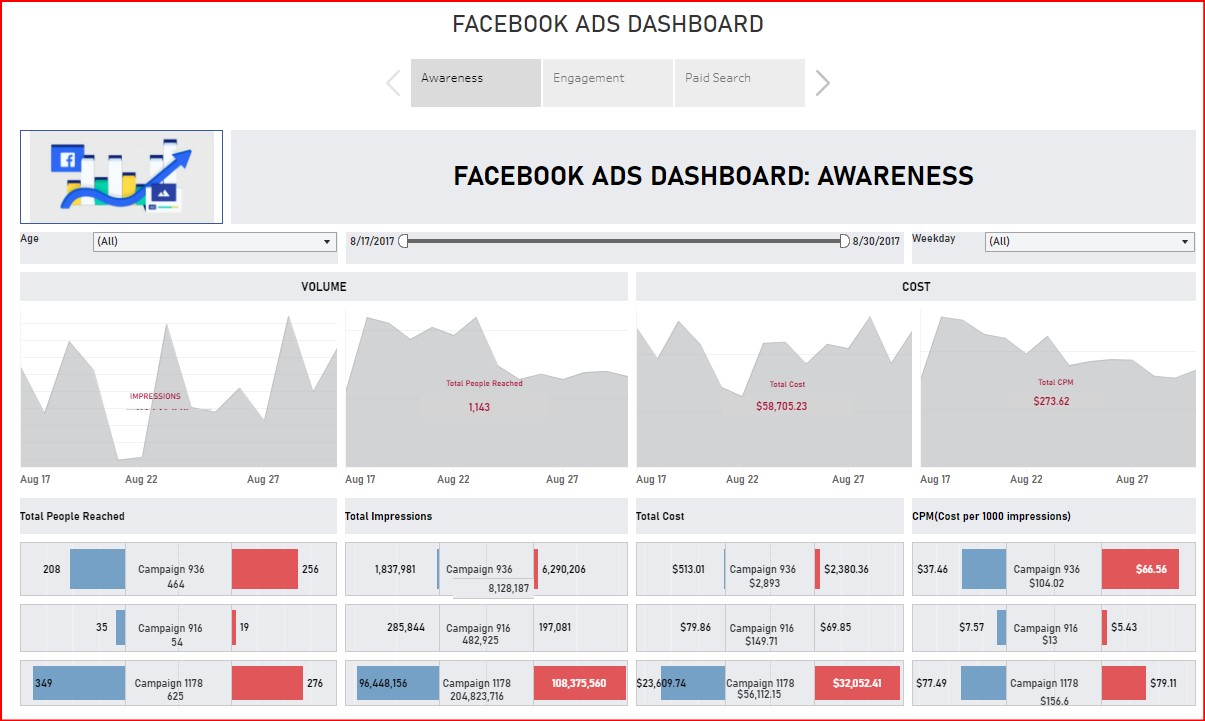 FACEBOOK ADS DASHBOARD
Awareness
Engagement
Paid Search
FACEBOOK ADS DASHBOARD: AWARENESS
Age
(All)
8/17/2017
8/30/2017
Weekday
(All)
VOLUME
COST
IMPRESSIONS
Total People Reached
1,143
Total Cost
$58,705.23
Total CPM
$273.62
Aug 17
Aug 22
Aug 27
Aug 17
Aug 22
Aug 27
Aug 17
Aug 22
Aug 27
Aug 17
Aug 22
Aug 27
Total People Reached
Total Impressions
Total Cost
CPM(Cost per 1000 impressions)
208
Campaign 936
464
256
1,837,981
Campaign 936
8,128,187
6,290,206
$513.01
Campaign 936
$2,893
$2,380.36
$37.46
Campaign 936
$104.02
$66.56
35
Campaign 916
54
19
285,844
Campaign 916
482,925
197,081
$79.86
Campaign 916
$149.71
$69.85
$7.57
Campaign 916
$13
$5.43
349
Campaign 1178
625
276
96,448,156
Campaign 1178
204,823,716
108,375,560
$23,609.74
Campaign 1178
$56,112.15
$32,052.41
$77.49
Campaign 1178
$156.6
$79.11